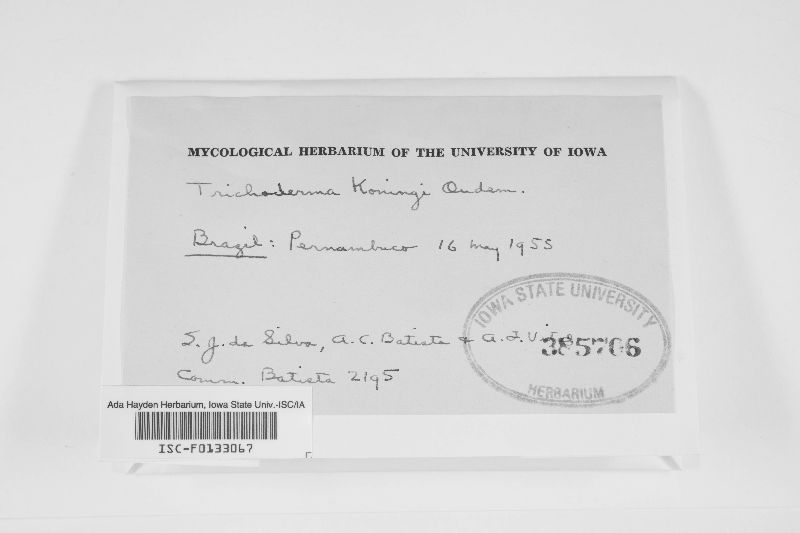 MYCOLOGICAL HERBARIUM OF THE UNIVERSITY OF IOWA
Trichoderma Koningi Oudem.
Brazil: Pernambuco 16 May 1955
IOWA STATE UNIVERSITY
S. J. da Silva, A. C. Batista & A. F.
385706
Comm. Batista 2195
HERBARIUM
Ada Hayden Herbarium, Iowa State Univ.-ISC/IA
ISC-F0133067